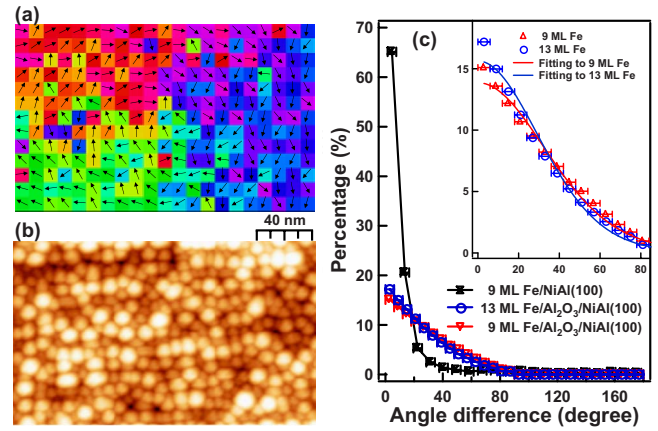 (a)
40 nm
(b)
(c)
Percentage (%)
70
60
50
40
30
20
10
0
0
40
80
120
160
Angle difference (degree)
15
10
5
0
0
20
40
60
80
9 ML Fe
13 ML Fe
Fitting to 9 ML Fe
Fitting to 13 ML Fe
9 ML Fe/NiAl(100)
13 ML Fe/Al₂O₃/NiAl(100)
9 ML Fe/Al₂O₃/NiAl(100)